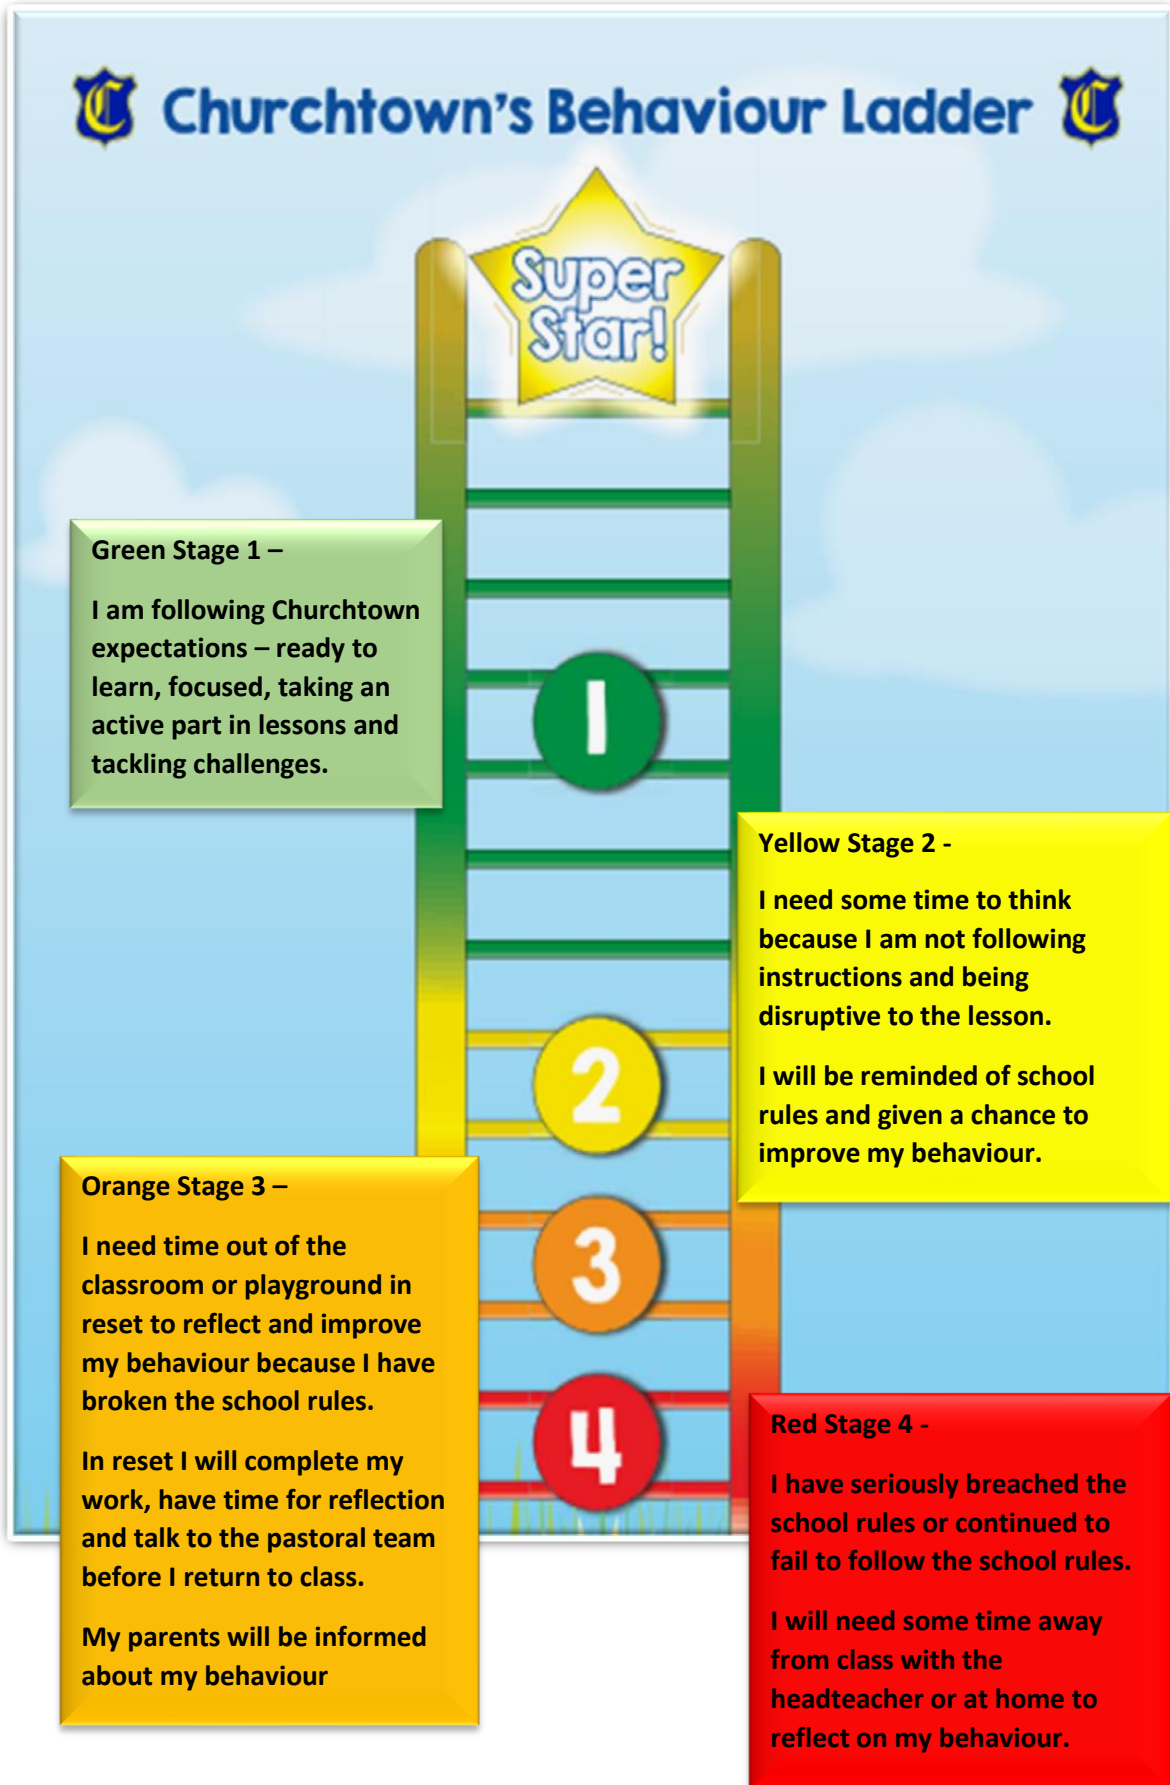 C Churchtown's Behaviour Ladder C
Super
Star!
Green Stage 1 –
I am following Churchtown
expectations – ready to
learn, focused, taking an
active part in lessons and
tackling challenges.
1
Yellow Stage 2 -
I need some time to think
because I am not following
instructions and being
disruptive to the lesson.
I will be reminded of school
rules and given a chance to
improve my behaviour.
2
Orange Stage 3 –
I need time out of the
classroom or playground in
reset to reflect and improve
my behaviour because I have
broken the school rules.
In reset I will complete my
work, have time for reflection
and talk to the pastoral team
before I return to class.
My parents will be informed
about my behaviour
3
4
Red Stage 4 -
I have seriously breached the
school rules or continued to
fail to follow the school rules.
I will need some time away
from class with the
headteacher or at home to
reflect on my behaviour.